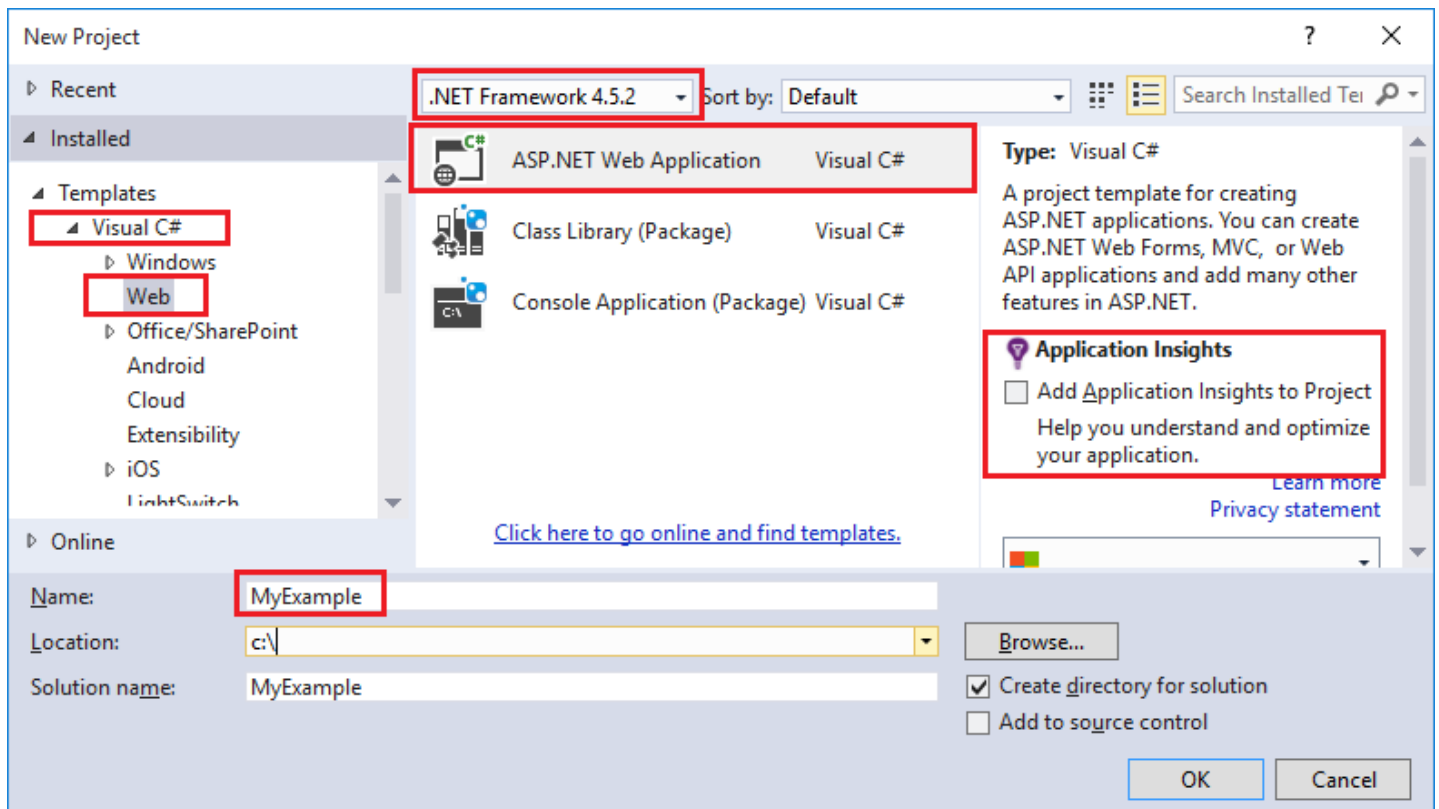 New Project
?
Recent
Installed
Templates
Visual C#
Windows
Web
Office/SharePoint
Android
Cloud
Extensibility
iOS
LightSwitch
Online
.NET Framework 4.5.2
Sort by: Default
Search Installed Te
C#
ASP.NET Web Application Visual C#
Class Library (Package) Visual C#
C:\
Console Application (Package) Visual C#
Click here to go online and find templates.
Type: Visual C#
A project template for creating
ASP.NET applications. You can create
ASP.NET Web Forms, MVC, or Web
API applications and add many other
features in ASP.NET.
Application Insights
Add Application Insights to Project
Help you understand and optimize
your application.
Learn more
Privacy statement
Name: MyExample
Location: c:\
Browse...
Solution name: MyExample
Create directory for solution
Add to source control
OK
Cancel